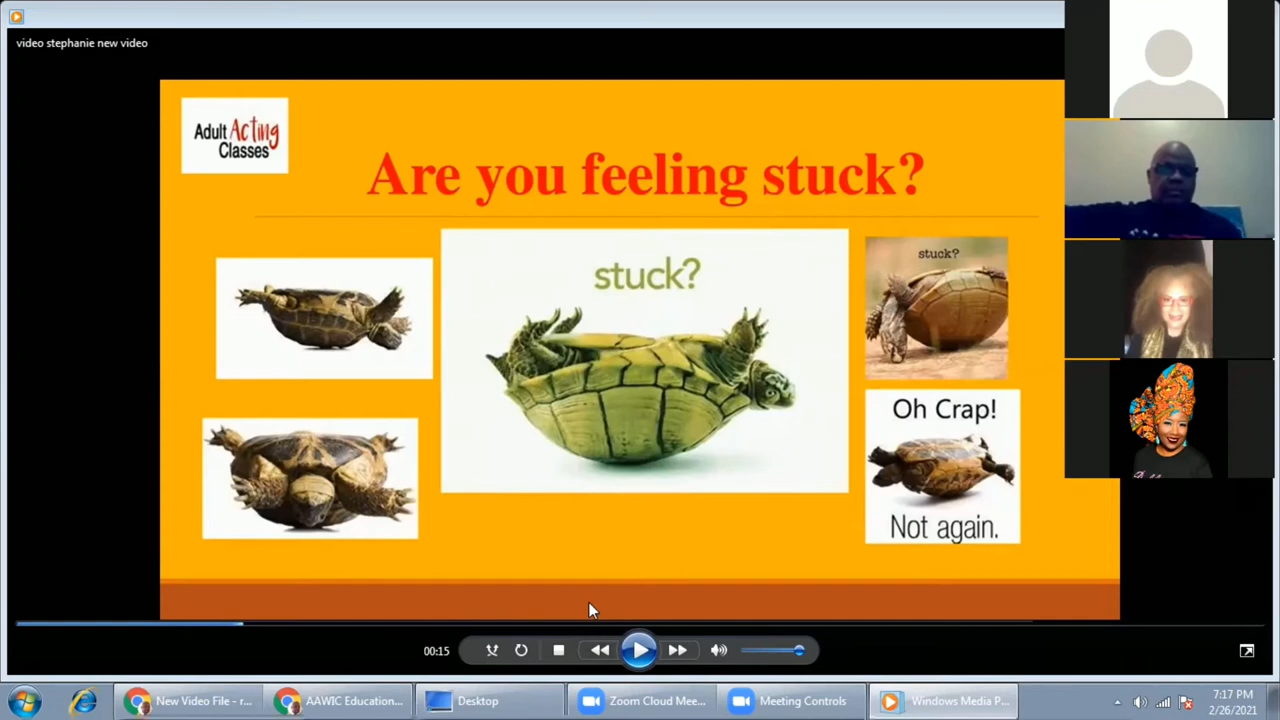 video stephanie new video
Adult Acting
Classes
Are you feeling stuck?
stuck?
stuck?
Oh Crap!
Not again.
00:15
New Video File - r...
AAWIC Education...
Desktop
Zoom Cloud Mee...
Meeting Controls
Windows Media P...
7:17 PM
2/26/2021